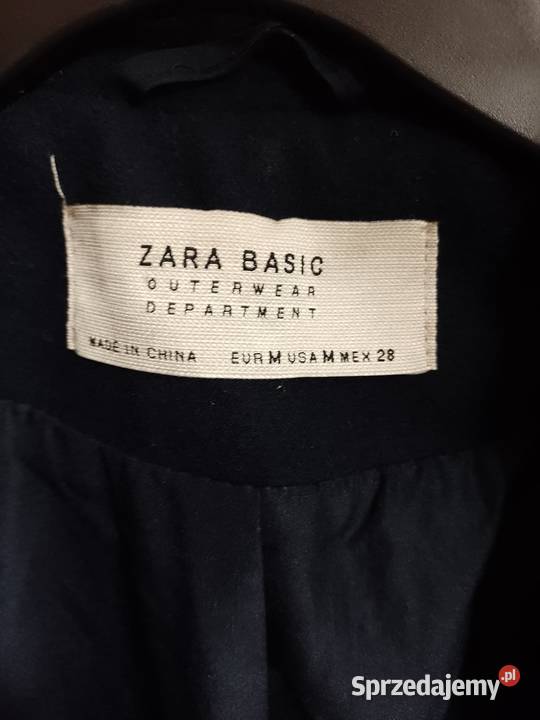 ZARA BASIC
OUTERWEAR
DEPARTMENT
MADE IN CHINA EUR M USA M MEX 28
Sprzedajemy.pl